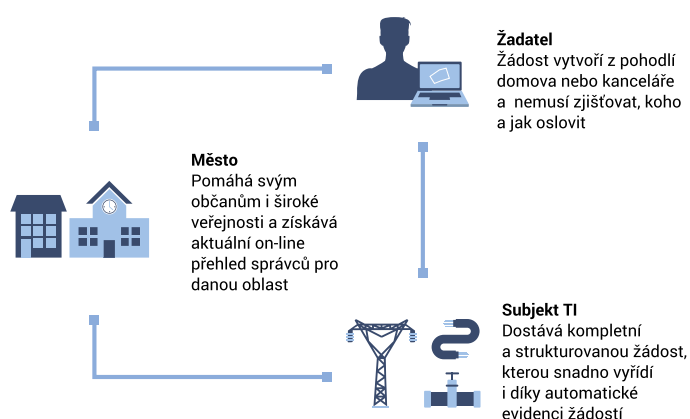 Žadatel
Žádost vytvoří z pohodlí
domova nebo kanceláře
a nemusí zjišťovat, koho
a jak oslovit
Město
Pomáhá svým
občanům i široké
veřejnosti a získává
aktuální on-line
přehled správců pro
danou oblast
Subjekt TI
Dostává kompletní
a strukturovanou žádost,
kterou snadno vyřídí
i díky automatické
evidenci žádostí